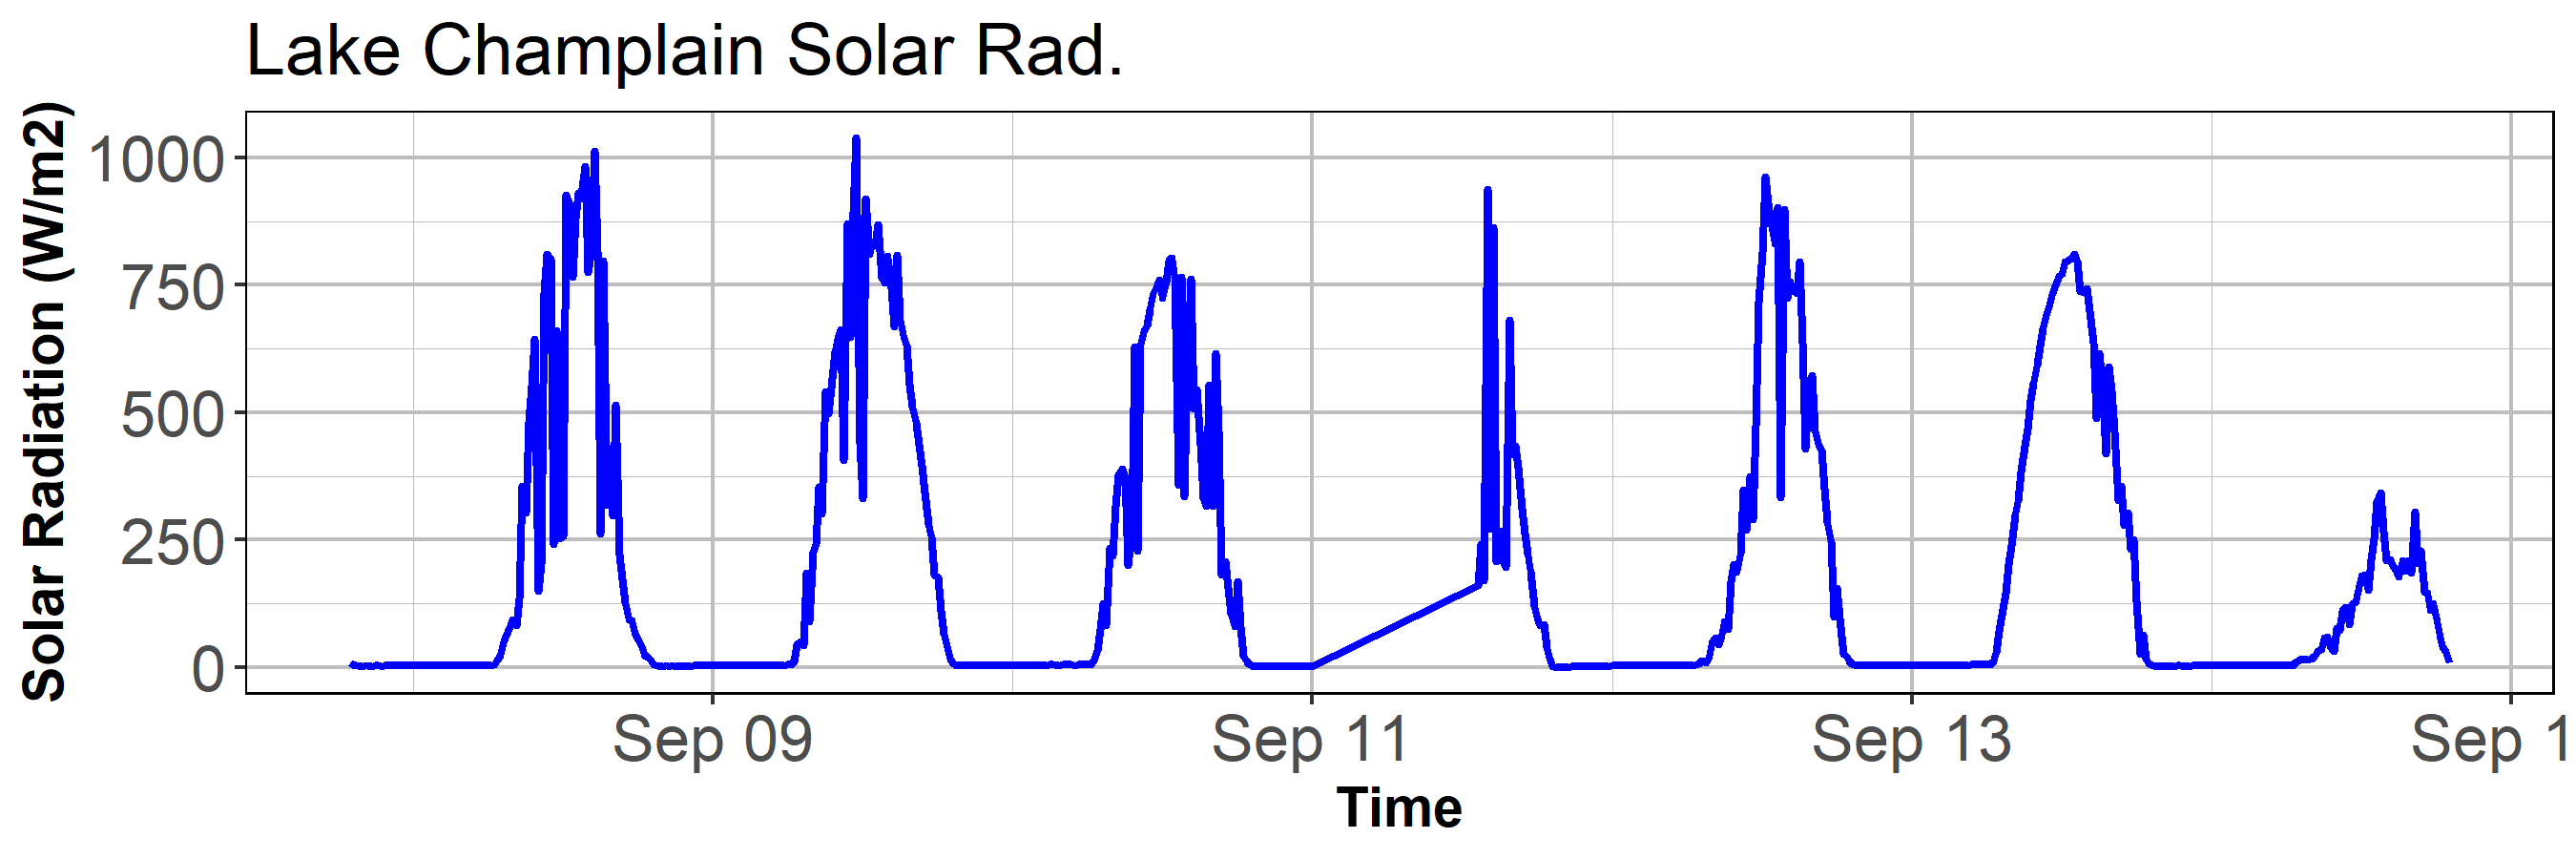 Lake Champlain Solar Rad.
Solar Radiation (W/m2)
1000
750
500
250
0
Sep 09 Sep 11 Sep 13 Sep 1
Time